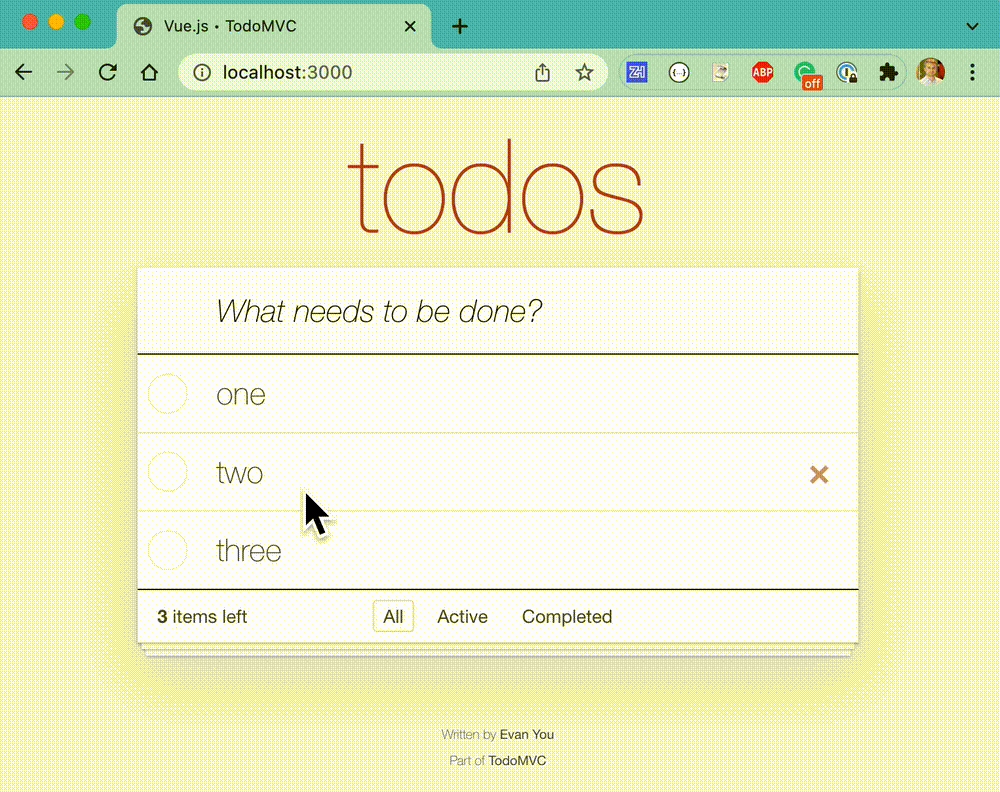 Vue.js • TodoMVC
localhost:3000
ZH
ABP
off
todos
What needs to be done?
one
two
three
3 items left All Active Completed
Written by Evan You
Part of TodoMVC